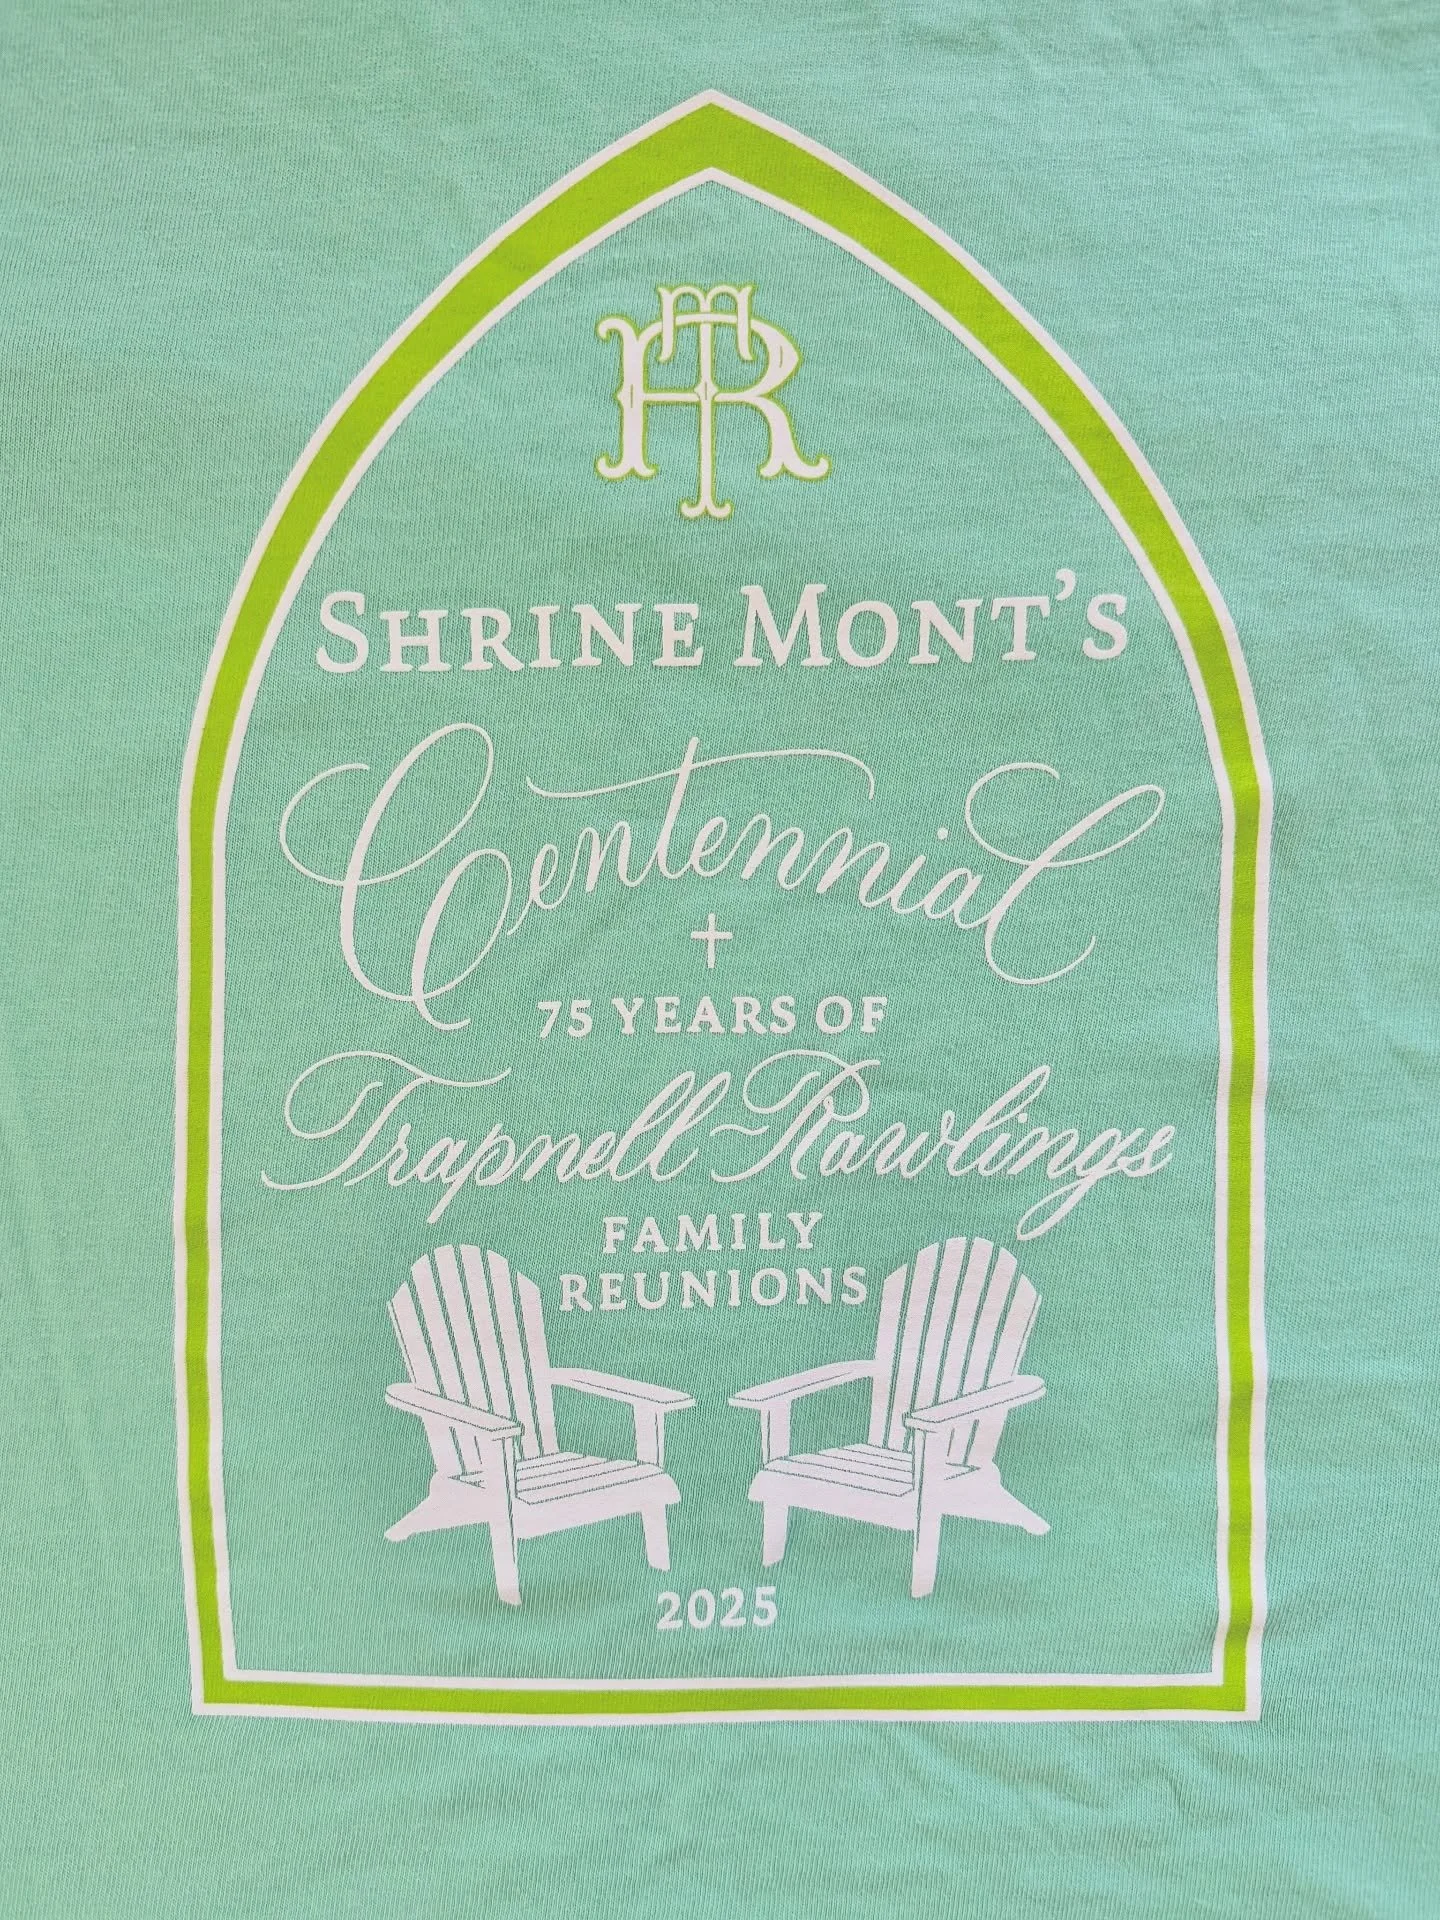 SHRINE MONT'S
Centennial
+
75 YEARS OF
Trapnell-Rawlings
FAMILY
REUNIONS
2025